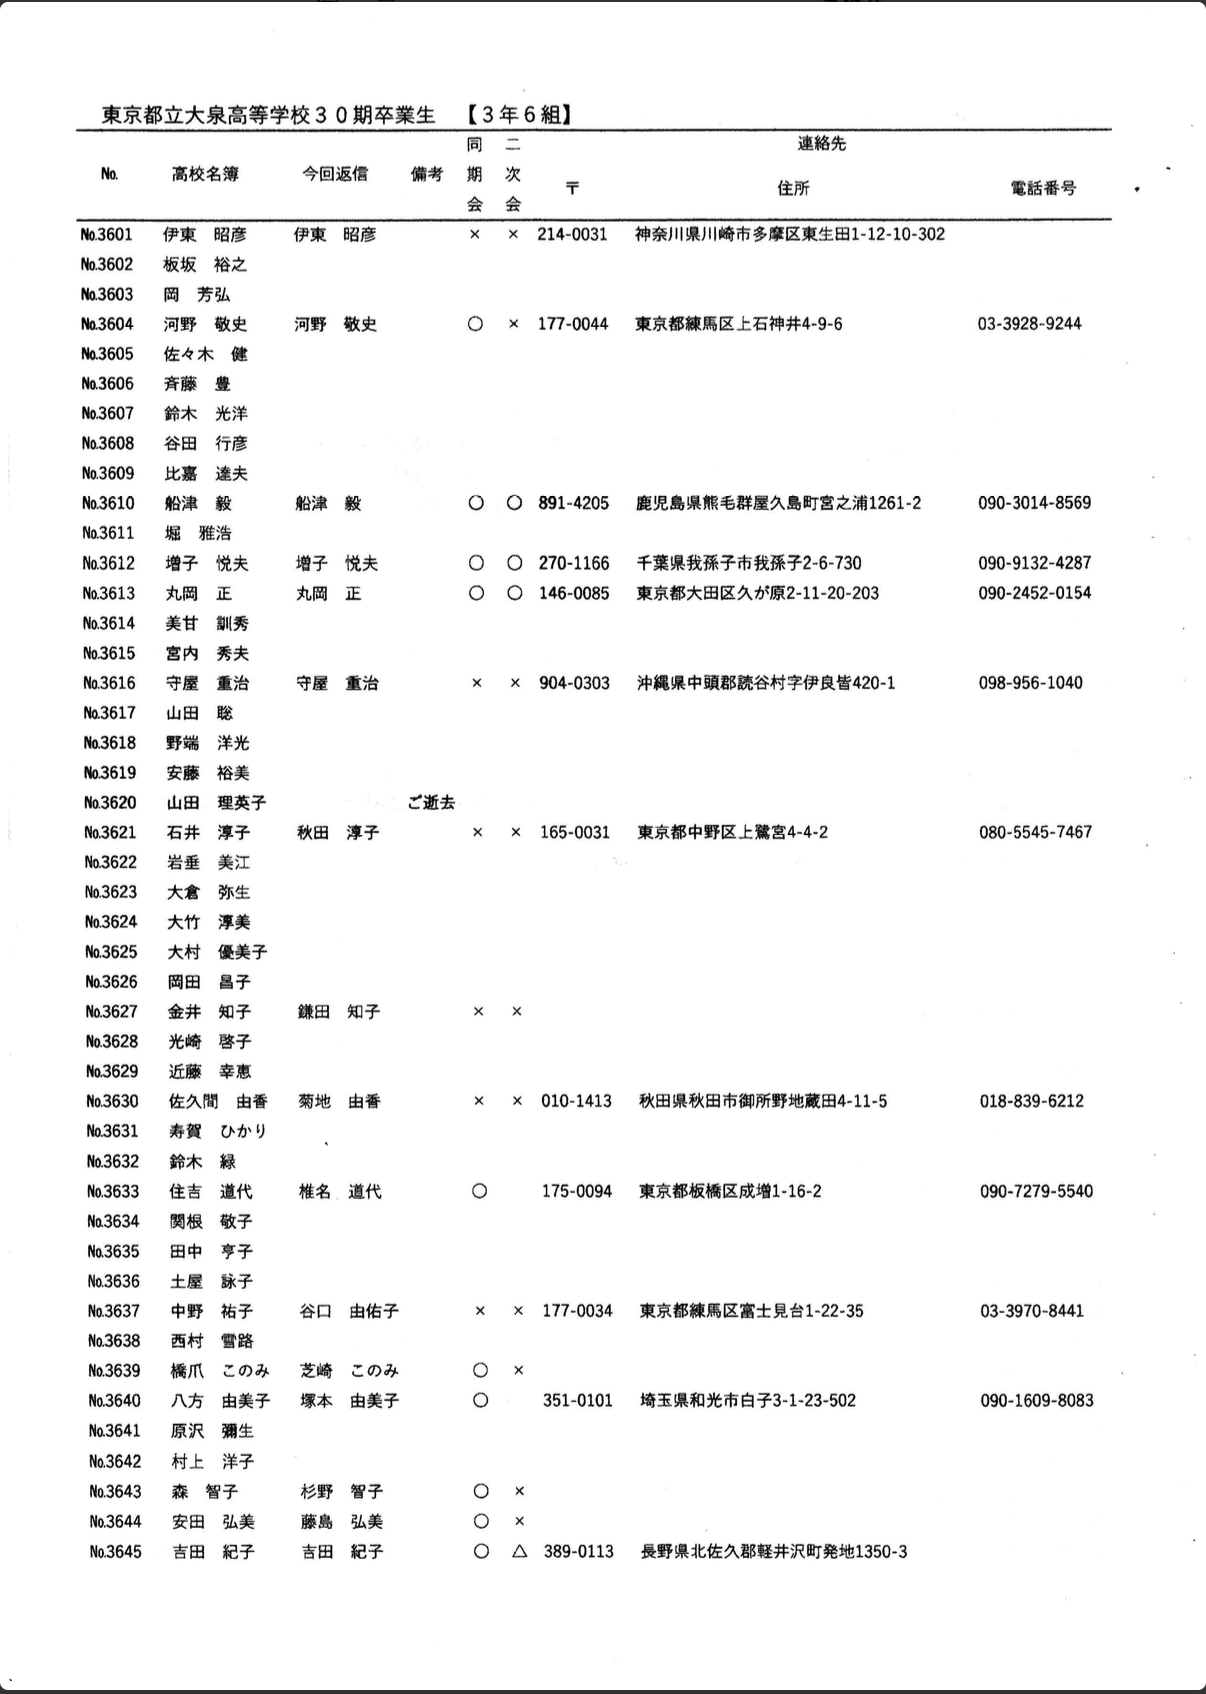 東京都立大泉高等学校30期卒業生 【3年6組】
No. 高校名簿 今回返信 備考 同期会 二次会 連絡先 〒 住所 電話番号
No.3601 伊東 昭彦 伊東 昭彦 × × 214-0031 神奈川県川崎市多摩区東生田1-12-10-302
No.3602 板坂 裕之
No.3603 岡 芳弘
No.3604 河野 敬史 河野 敬史 ○ × 177-0044 東京都練馬区上石神井4-9-6 03-3928-9244
No.3605 佐々木 健
No.3606 斉藤 豊
No.3607 鈴木 光洋
No.3608 谷田 行彦
No.3609 比嘉 達夫
No.3610 船津 毅 船津 毅 ○ ○ 891-4205 鹿児島県熊毛群屋久島町宮之浦1261-2 090-3014-8569
No.3611 堀 雅浩
No.3612 増子 悦夫 増子 悦夫 ○ ○ 270-1166 千葉県我孫子市我孫子2-6-730 090-9132-4287
No.3613 丸岡 正 丸岡 正 ○ ○ 146-0085 東京都大田区久が原2-11-20-203 090-2452-0154
No.3614 美甘 訓秀
No.3615 宮内 秀夫
No.3616 守屋 重治 守屋 重治 × × 904-0303 沖縄県中頭郡読谷村字伊良皆420-1 098-956-1040
No.3617 山田 聡
No.3618 野端 洋光
No.3619 安藤 裕美
No.3620 山田 理英子 ご逝去
No.3621 石井 淳子 秋田 淳子 × × 165-0031 東京都中野区上鷺宮4-4-2 080-5545-7467
No.3622 岩垂 美江
No.3623 大倉 弥生
No.3624 大竹 淳美
No.3625 大村 優美子
No.3626 岡田 昌子
No.3627 金井 知子 鎌田 知子 × ×
No.3628 光崎 啓子
No.3629 近藤 幸恵
No.3630 佐久間 由香 菊地 由香 × × 010-1413 秋田県秋田市御所野地蔵田4-11-5 018-839-6212
No.3631 寿賀 ひかり
No.3632 鈴木 緑
No.3633 住吉 道代 椎名 道代 ○ 175-0094 東京都板橋区成増1-16-2 090-7279-5540
No.3634 関根 敬子
No.3635 田中 亨子
No.3636 土屋 詠子
No.3637 中野 祐子 谷口 由佑子 × × 177-0034 東京都練馬区富士見台1-22-35 03-3970-8441
No.3638 西村 雪路
No.3639 橋爪 このみ 芝崎 このみ ○ ×
No.3640 八方 由美子 塚本 由美子 ○ 351-0101 埼玉県和光市白子3-1-23-502 090-1609-8083
No.3641 原沢 彌生
No.3642 村上 洋子
No.3643 森 智子 杉野 智子 ○ ×
No.3644 安田 弘美 藤島 弘美 ○ ×
No.3645 吉田 紀子 吉田 紀子 ○ △ 389-0113 長野県北佐久郡軽井沢町発地1350-3